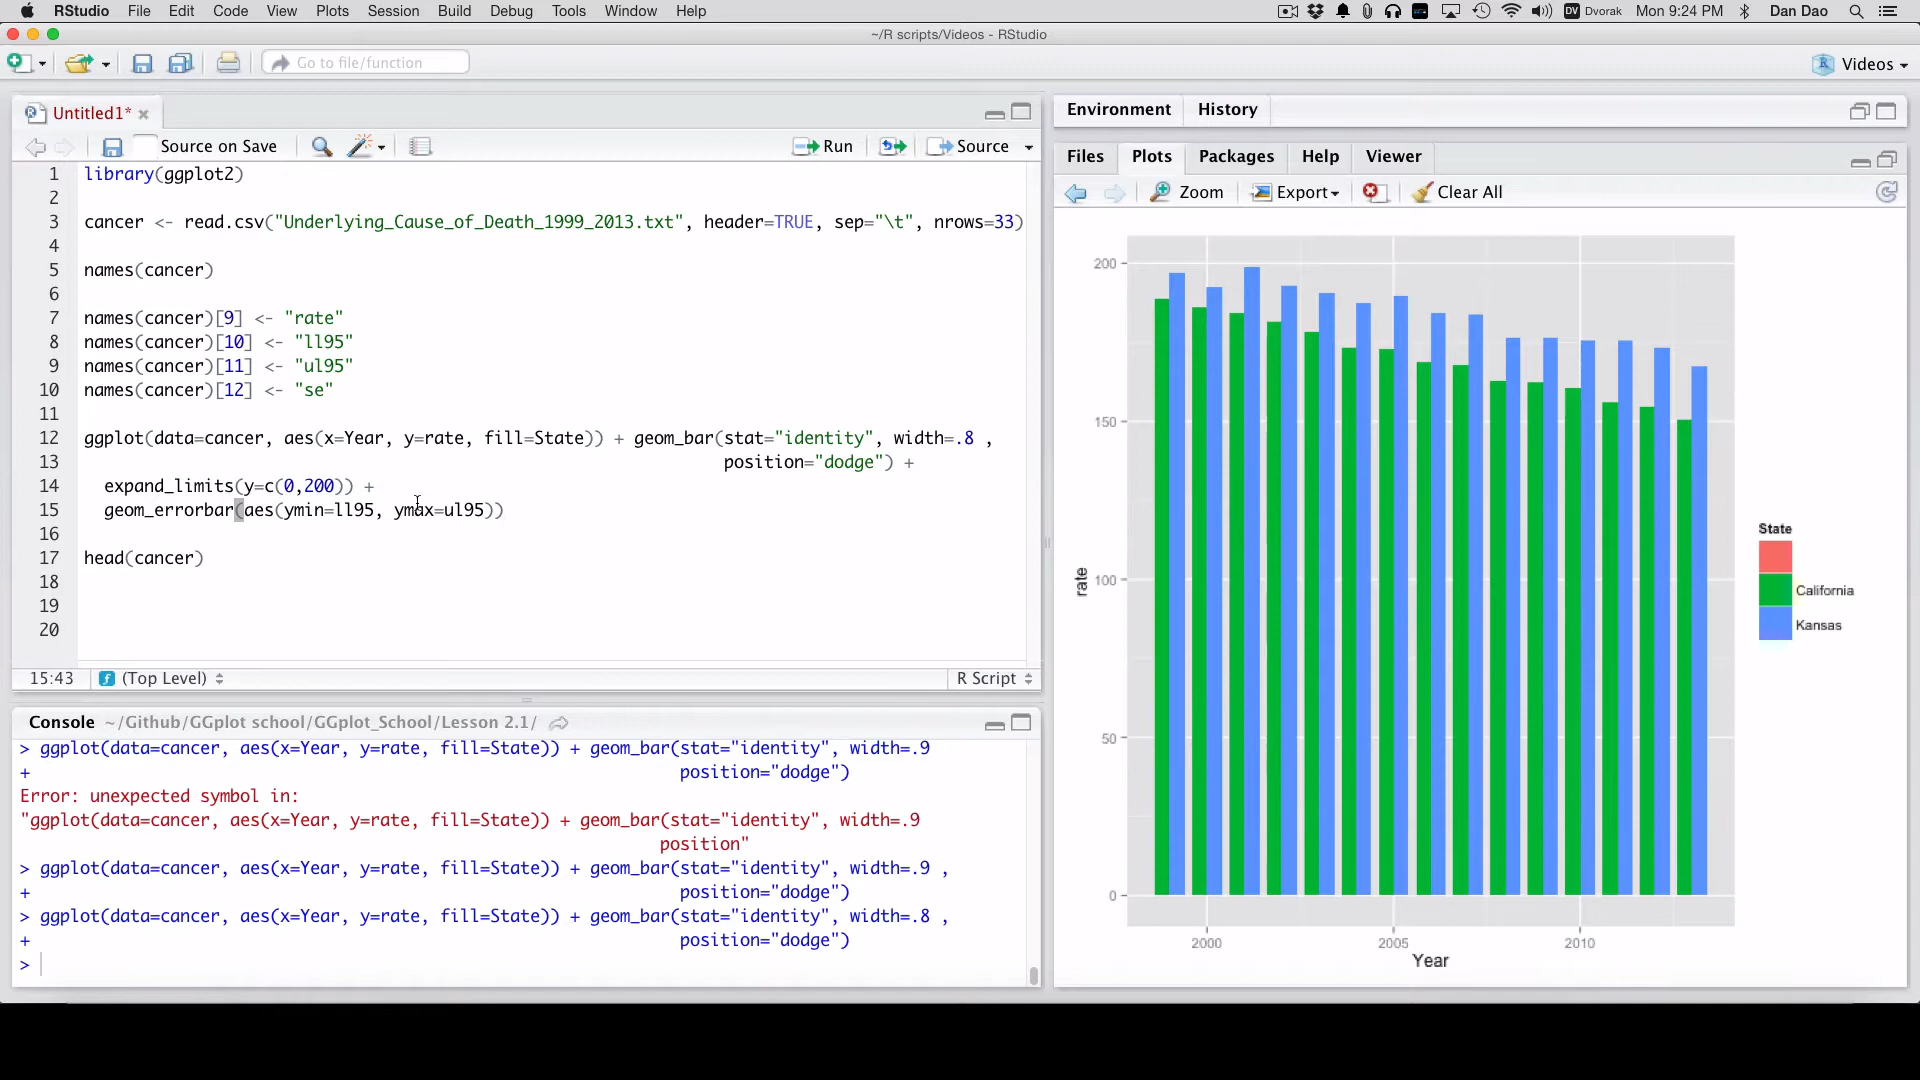 RStudio File Edit Code View Plots Session Build Debug Tools Window Help
DV Dvorak Mon 9:24 PM Dan Dao
~/R scripts/Videos - RStudio
Go to file/function
Videos
Untitled1*
Source on Save
Run
Source
1 library(ggplot2)
2
3 cancer <- read.csv("Underlying_Cause_of_Death_1999_2013.txt", header=TRUE, sep="\t", nrows=33)
4
5 names(cancer)
6
7 names(cancer)[9] <- "rate"
8 names(cancer)[10] <- "ll95"
9 names(cancer)[11] <- "ul95"
10 names(cancer)[12] <- "se"
11
12 ggplot(data=cancer, aes(x=Year, y=rate, fill=State)) + geom_bar(stat="identity", width=.8 ,
13 position="dodge") +
14 expand_limits(y=c(0,200)) +
15 geom_errorbar(aes(ymin=ll95, ymax=ul95))
16
17 head(cancer)
18
19
20
15:43 (Top Level) R Script
Console ~/Github/GGplot school/GGplot_School/Lesson 2.1/
> ggplot(data=cancer, aes(x=Year, y=rate, fill=State)) + geom_bar(stat="identity", width=.9
+ position="dodge")
Error: unexpected symbol in:
"ggplot(data=cancer, aes(x=Year, y=rate, fill=State)) + geom_bar(stat="identity", width=.9
position"
> ggplot(data=cancer, aes(x=Year, y=rate, fill=State)) + geom_bar(stat="identity", width=.9 ,
+ position="dodge")
> ggplot(data=cancer, aes(x=Year, y=rate, fill=State)) + geom_bar(stat="identity", width=.8 ,
+ position="dodge")
>
Environment History
Files Plots Packages Help Viewer
Zoom Export Clear All
200
150
100
50
0
rate
2000 2005 2010
Year
State
California
Kansas